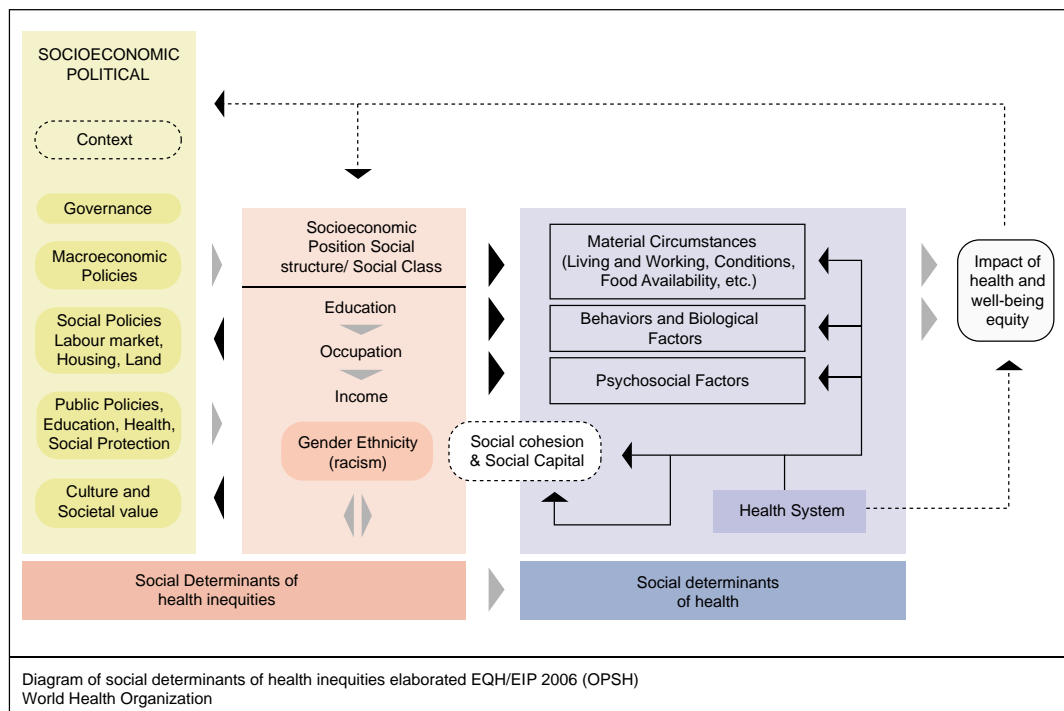 SOCIOECONOMIC
POLITICAL
Context
Governance
Macroeconomic
Policies
Social Policies
Labour market,
Housing, Land
Public Policies,
Education, Health,
Social Protection
Culture and
Societal value
Socioeconomic
Position Social
structure/ Social Class
Education
Occupation
Income
Gender Ethnicity
(racism)
Social cohesion
& Social Capital
Material Circumstances
(Living and Working, Conditions,
Food Availability, etc.)
Behaviors and Biological
Factors
Psychosocial Factors
Health System
Impact of
health and
well-being
equity
Social Determinants of
health inequities
Social determinants
of health
Diagram of social determinants of health inequities elaborated EQH/EIP 2006 (OPSH)
World Health Organization